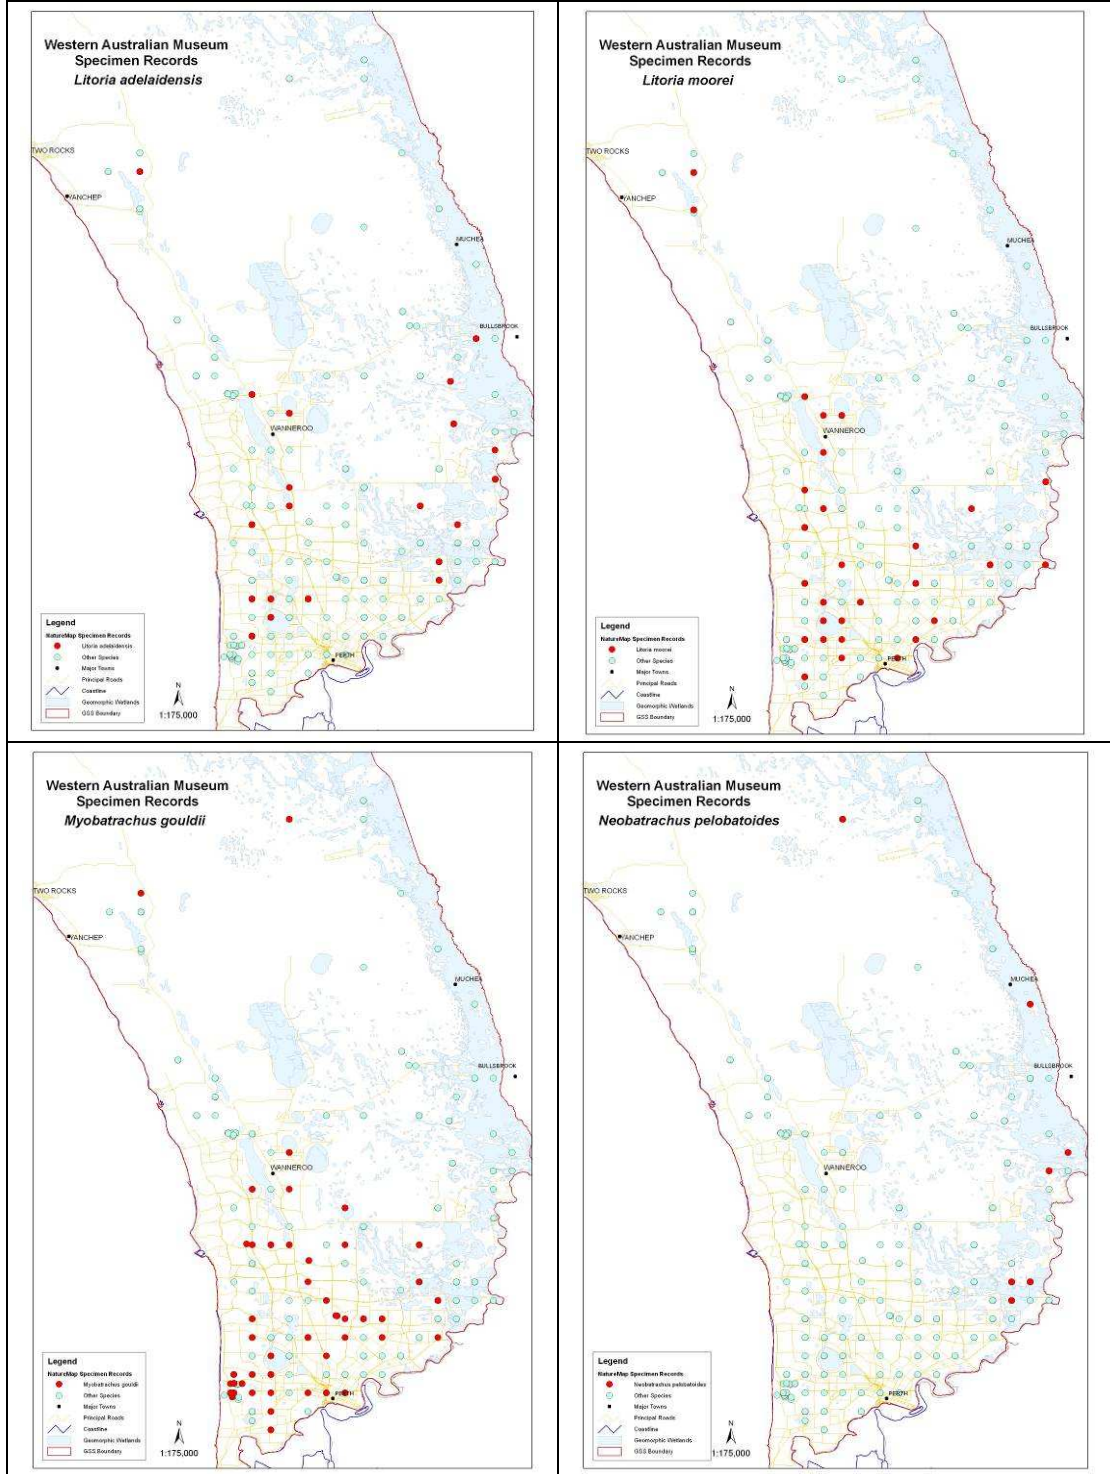 Western Australian Museum
Specimen Records
Litoria adelaidensis
TWO ROCKS
YANCHEP
MUCHEA
BULLSBROOK
WANNEROO
PERTH
Legend
NatureMap Specimen Records
Litoria adelaidensis
Other Species
Major Towns
Principal Roads
Coastline
Geomorphic Wetlands
GSS Boundary
N
1:175,000
Western Australian Museum
Specimen Records
Litoria moorei
TWO ROCKS
YANCHEP
MUCHEA
BULLSBROOK
WANNEROO
PERTH
Legend
NatureMap Specimen Records
Litoria moorei
Other Species
Major Towns
Principal Roads
Coastline
Geomorphic Wetlands
GSS Boundary
N
1:175,000
Western Australian Museum
Specimen Records
Myobatrachus gouldii
TWO ROCKS
YANCHEP
MUCHEA
BULLSBROOK
WANNEROO
PERTH
Legend
NatureMap Specimen Records
Myobatrachus gouldii
Other Species
Major Towns
Principal Roads
Coastline
Geomorphic Wetlands
GSS Boundary
N
1:175,000
Western Australian Museum
Specimen Records
Neobatrachus pelobatoides
TWO ROCKS
YANCHEP
MUCHEA
BULLSBROOK
WANNEROO
PERTH
Legend
NatureMap Specimen Records
Neobatrachus pelobatoides
Other Species
Major Towns
Principal Roads
Coastline
Geomorphic Wetlands
GSS Boundary
N
1:175,000